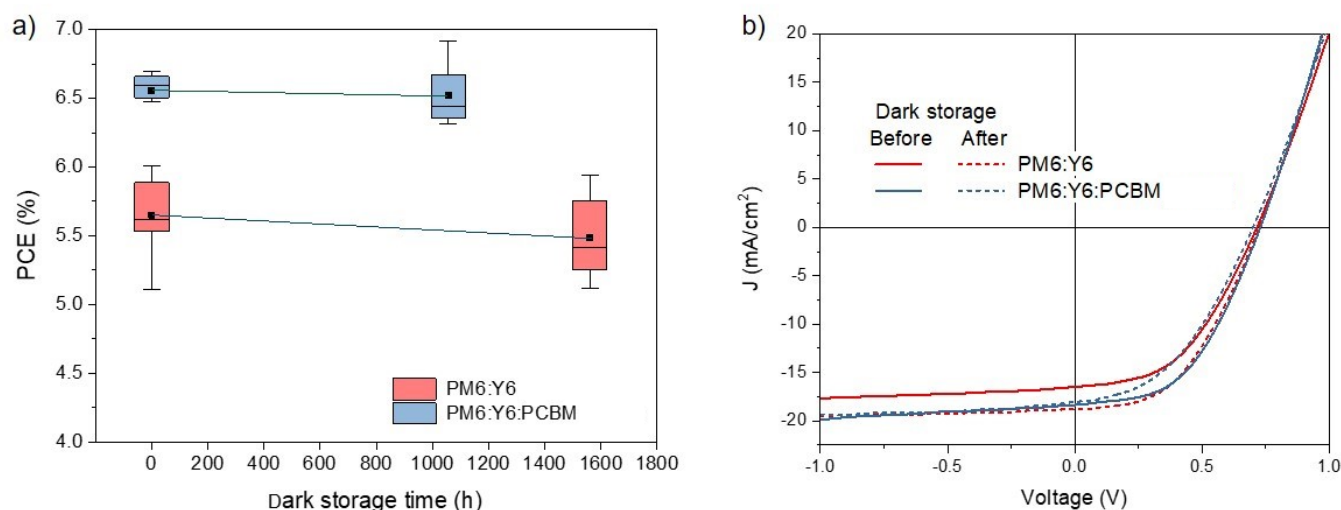 a)
7.0
6.5
6.0
5.5
5.0
4.5
4.0
PCE (%)
PM6:Y6
PM6:Y6:PCBM
0 200 400 600 800 1000 1200 1400 1600 1800
Dark storage time (h)
b)
20
15
10
5
0
-5
-10
-15
-20
J (mA/cm²)
Dark storage
Before After
PM6:Y6
PM6:Y6:PCBM
-1.0 -0.5 0.0 0.5 1.0
Voltage (V)